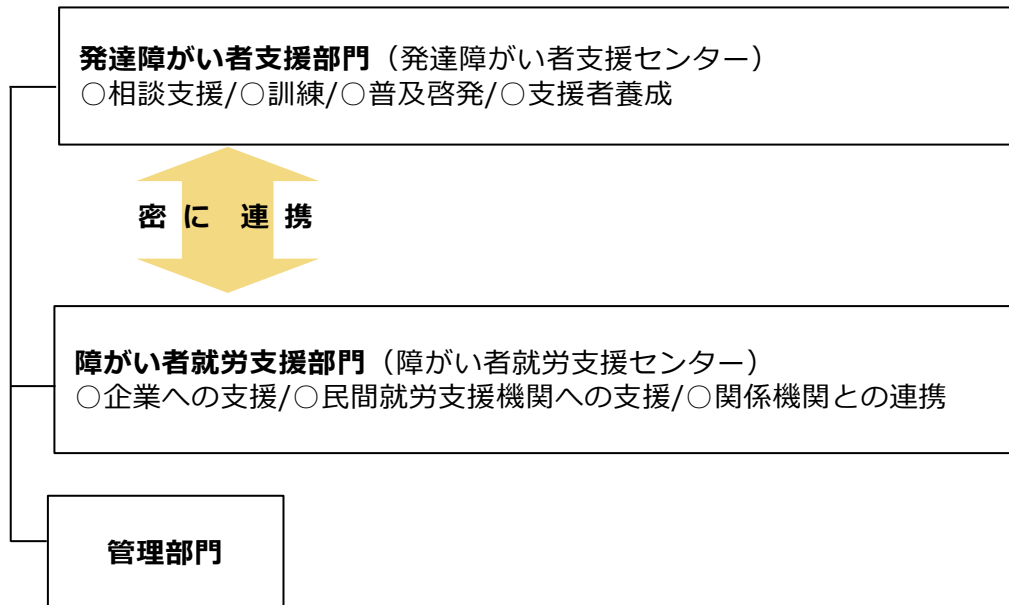 発達障がい者支援部門（発達障がい者支援センター）
○相談支援/○訓練/○普及啓発/○支援者養成
密に 連携
障がい者就労支援部門（障がい者就労支援センター）
○企業への支援/○民間就労支援機関への支援/○関係機関との連携
管理部門